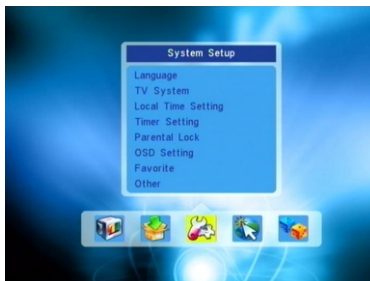 System Setup
Language
TV System
Local Time Setting
Timer Setting
Parental Lock
OSD Setting
Favorite
Other